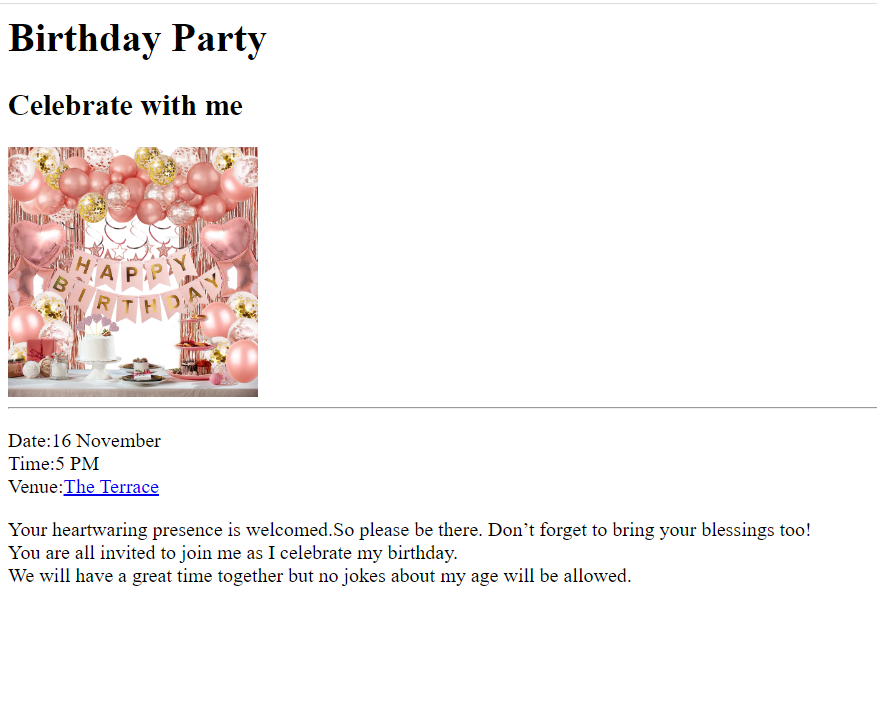 Birthday Party
Celebrate with me
HAPPY
BIRTHDAY
Date:16 November
Time:5 PM
Venue:The Terrace
Your heartwaring presence is welcomed.So please be there. Don’t forget to bring your blessings too!
You are all invited to join me as I celebrate my birthday.
We will have a great time together but no jokes about my age will be allowed.